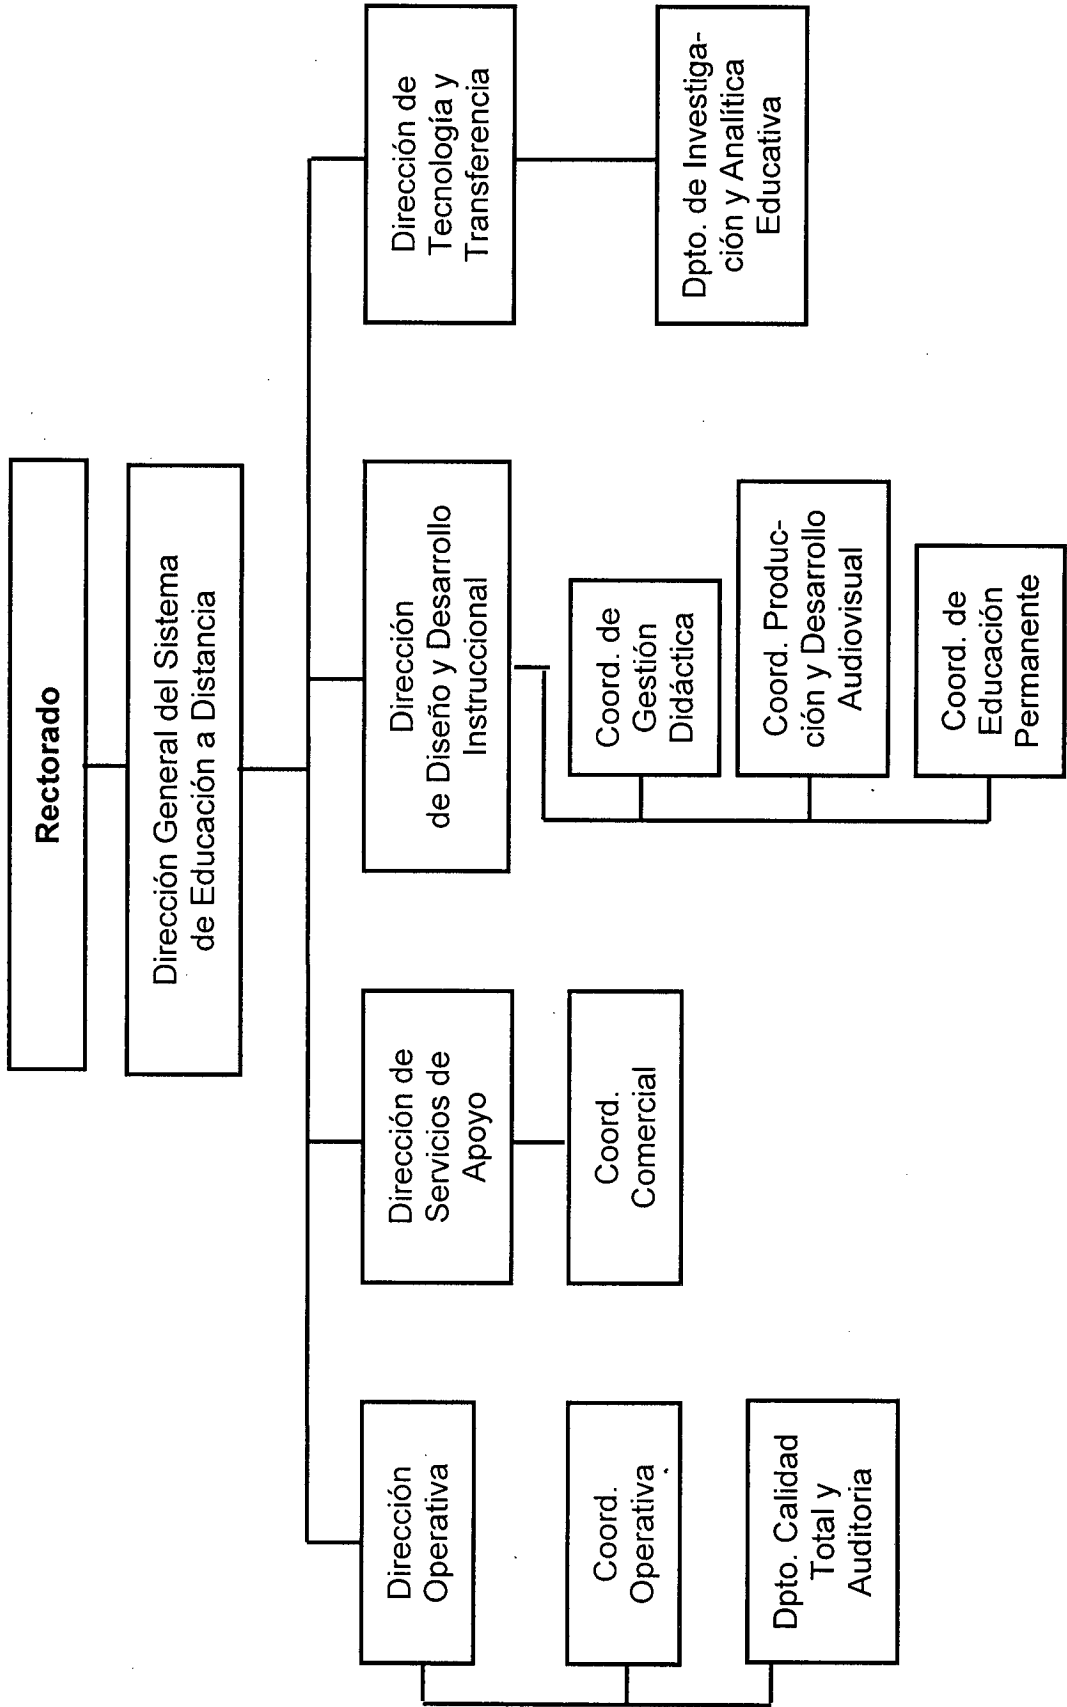 Rectorado
Dirección General del Sistema
de Educación a Distancia
Dirección
Operativa
Dirección de
Servicios de
Apoyo
Dirección
de Diseño y Desarrollo
Instruccional
Dirección de
Tecnología y
Transferencia
Coord.
Operativa
Dpto. Calidad
Total y
Auditoria
Coord.
Comercial
Coord. de
Gestión
Didáctica
Coord. Produc-
ción y Desarrollo
Audiovisual
Coord. de
Educación
Permanente
Dpto. de Investiga-
ción y Analítica
Educativa